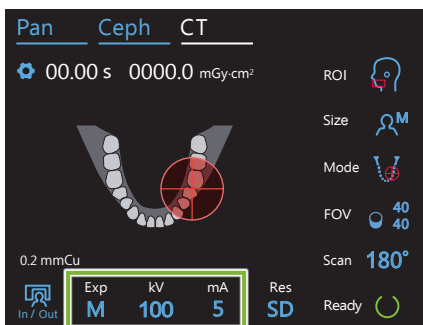 Pan Ceph CT
00.00 s 0000.0 mGy·cm²
ROI
Size M
Mode
FOV 40
40
0.2 mmCu
Scan 180°
Exp kV mA Res
In / Out M 100 5 SD
Ready